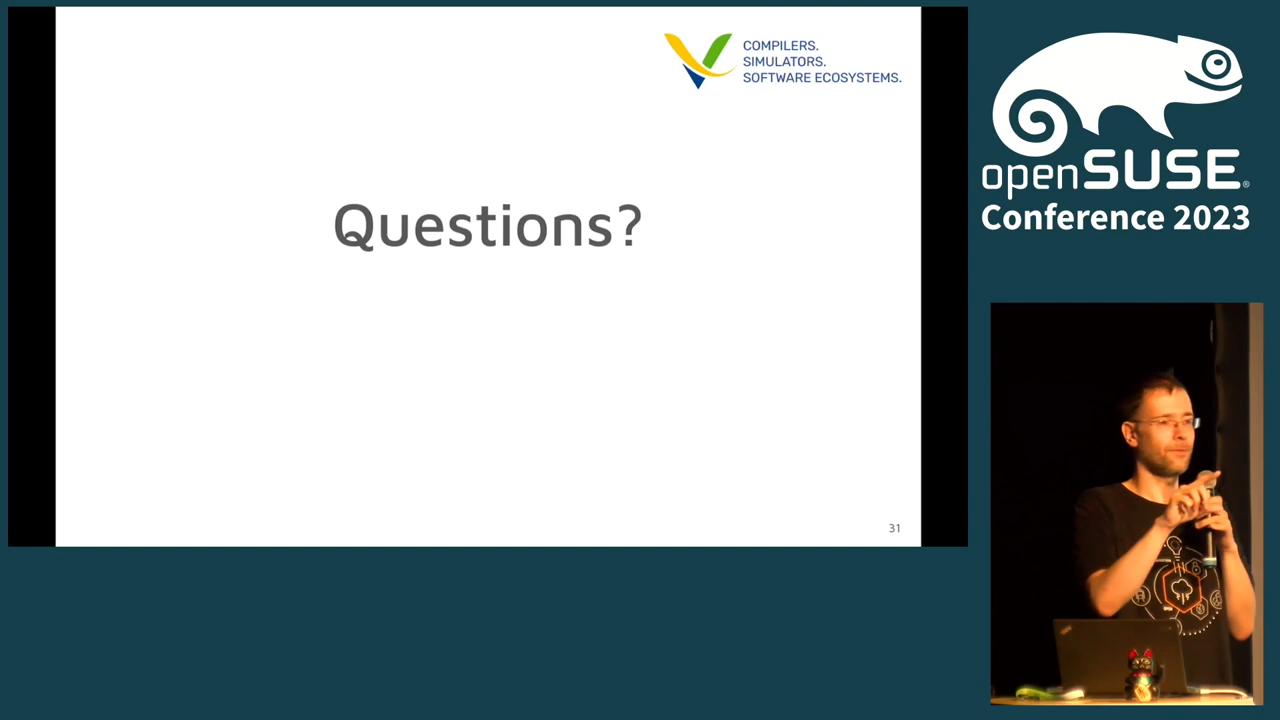 COMPILERS.
SIMULATORS.
SOFTWARE ECOSYSTEMS.
Questions?
31
openSUSE®
Conference 2023